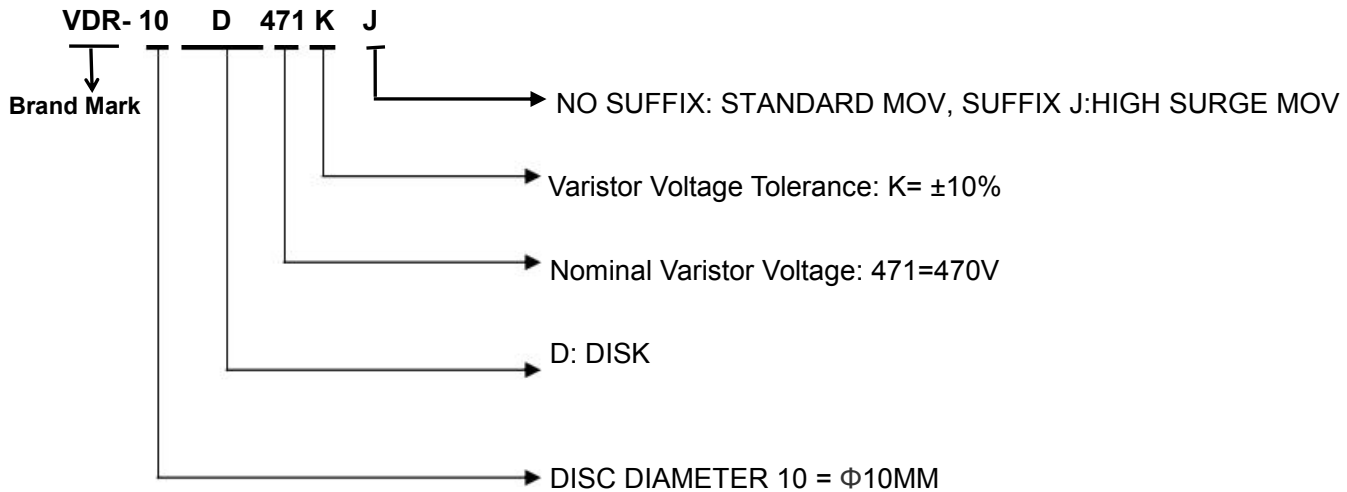 VDR- 10 D 471 K J
Brand Mark
NO SUFFIX: STANDARD MOV, SUFFIX J:HIGH SURGE MOV
Varistor Voltage Tolerance: K= ±10%
Nominal Varistor Voltage: 471=470V
D: DISK
DISC DIAMETER 10 = Φ10MM